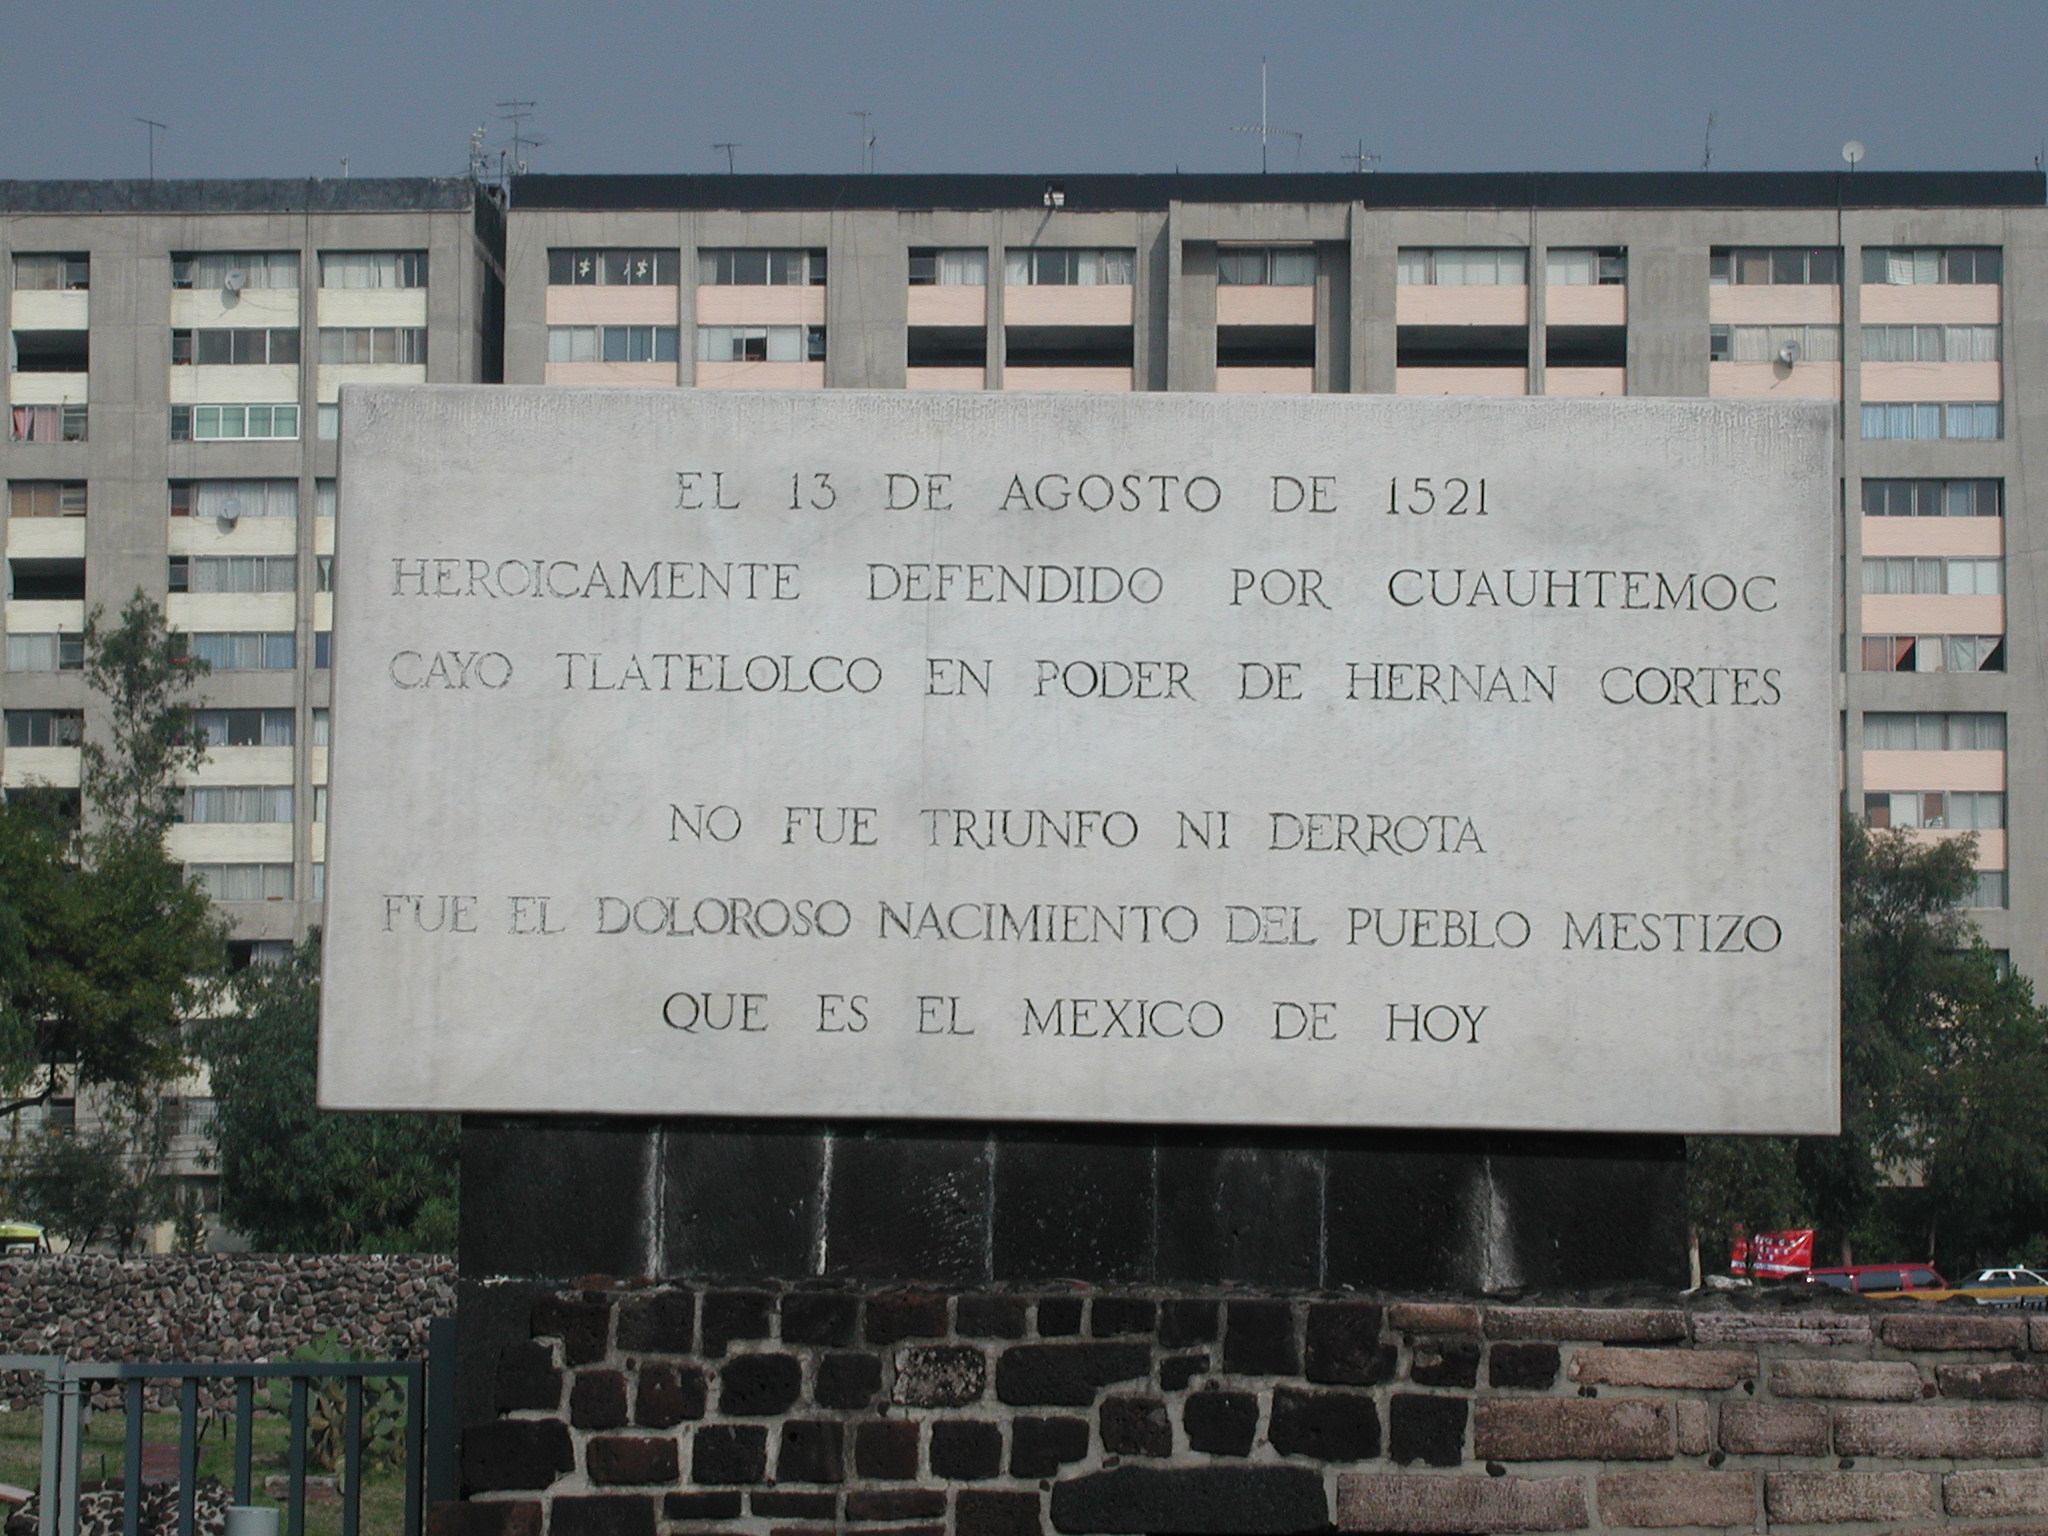 EL 13 DE AGOSTO DE 1521
HEROICAMENTE DEFENDIDO POR CUAUHTEMOC
CAYO TLATELOLCO EN PODER DE HERNAN CORTES
NO FUE TRIUNFO NI DERROTA
FUE EL DOLOROSO NACIMIENTO DEL PUEBLO MESTIZO
QUE ES EL MEXICO DE HOY